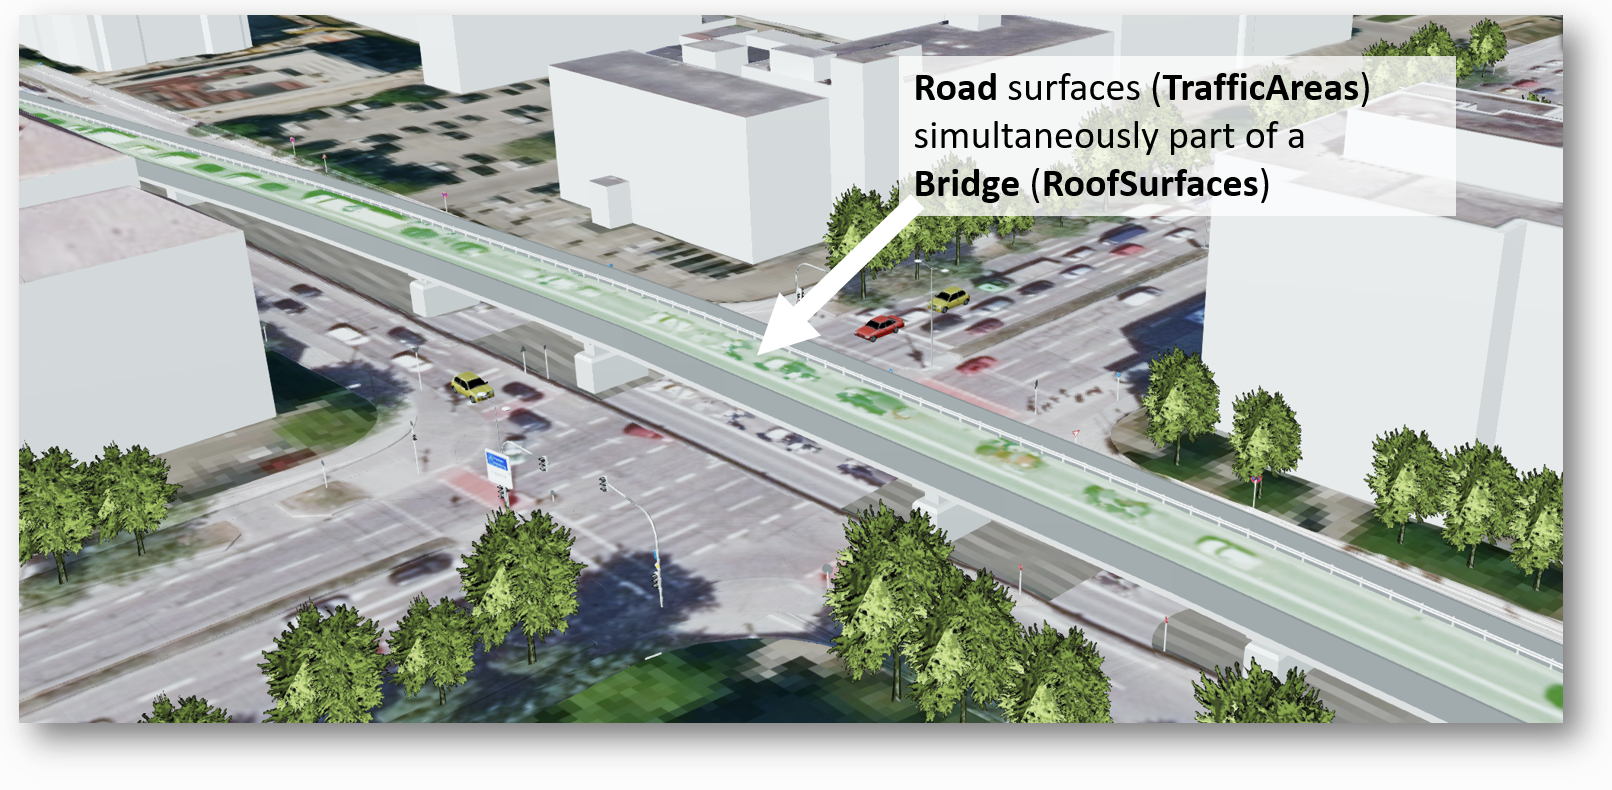 Road surfaces (TrafficAreas)
simultaneously part of a
Bridge (RoofSurfaces)